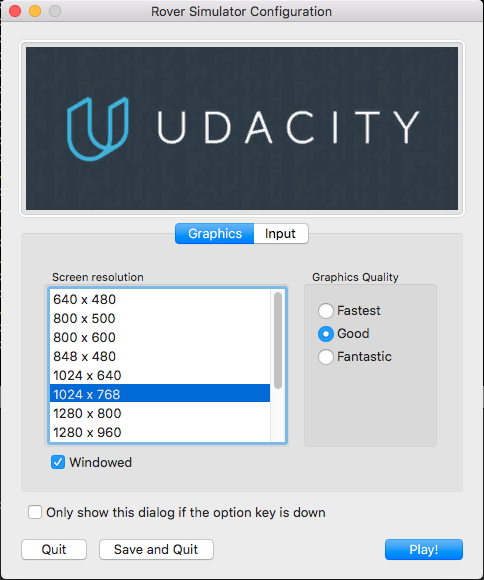 Rover Simulator Configuration
UDACITY
Graphics Input
Screen resolution
640 x 480
800 x 500
800 x 600
848 x 480
1024 x 640
1024 x 768
1280 x 800
1280 x 960
Windowed
Graphics Quality
Fastest
Good
Fantastic
Only show this dialog if the option key is down
Quit Save and Quit Play!